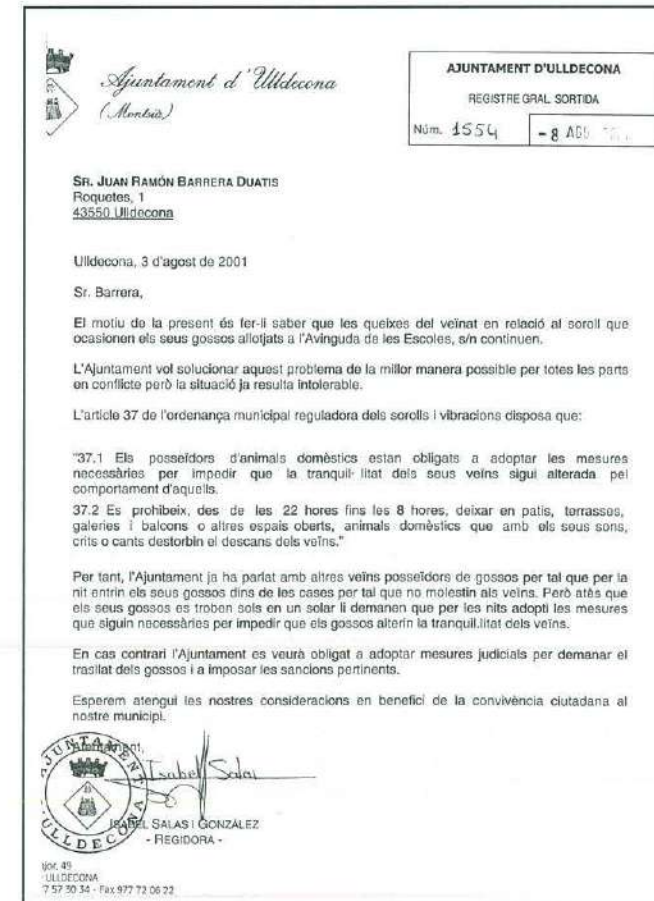 Ajuntament d'Ulldecona
(Montsià)
AJUNTAMENT D'ULLDECONA
REGISTRE GRAL SORTIDA
Núm. 1554
- 8 AGO
SR. JUAN RAMÓN BARRERA DUATIS
Roquetes, 1
43550 Ulldecona
Ulldecona, 3 d'agost de 2001
Sr. Barrera,
El motiu de la present és fer-li saber que les queixes del veïnat en relació al soroll que
ocasionen els seus gossos allotjats a l'Avinguda de les Escoles, s/n continuen.
L'Ajuntament vol solucionar aquest problema de la millor manera possible per totes les parts
en conflicte però la situació ja resulta intolerable.
L'article 37 de l'ordenança municipal reguladora dels sorolls i vibracions disposa que:
"37.1 Els posseïdors d'animals domèstics estan obligats a adoptar les mesures
necessàries per impedir que la tranquil·litat dels seus veïns sigui alterada pel
comportament d'aquells.
37.2 Es prohibeix, des de les 22 hores fins les 8 hores, deixar en patis, terrasses,
galeries i balcons o altres espais oberts, animals domèstics que amb els seus sons,
crits o cants destorbin el descans dels veïns."
Per tant, l'Ajuntament ja ha parlat amb altres veïns posseïdors de gossos per tal que per la
nit entrin els seus gossos dins de les cases per tal que no molestin als veïns. Però atès que
els seus gossos es troben sols en un solar li demanen que per les nits adopti les mesures
que siguin necessàries per impedir que els gossos alterin la tranquil.litat dels veïns.
En cas contrari l'Ajuntament es veurà obligat a adoptar mesures judicials per demanar el
trasllat dels gossos i a imposar les sancions pertinents.
Esperem atengui les nostres consideracions en benefici de la convivència ciutadana al
nostre municipi.
Atentament,
AJUNTAMENT
ULLDECONA
Isabel Salas
ISABEL SALAS I GONZÁLEZ
- REGIDORA -
49
ULLDECONA
7 57 30 34 - Fax 977 72 06 22